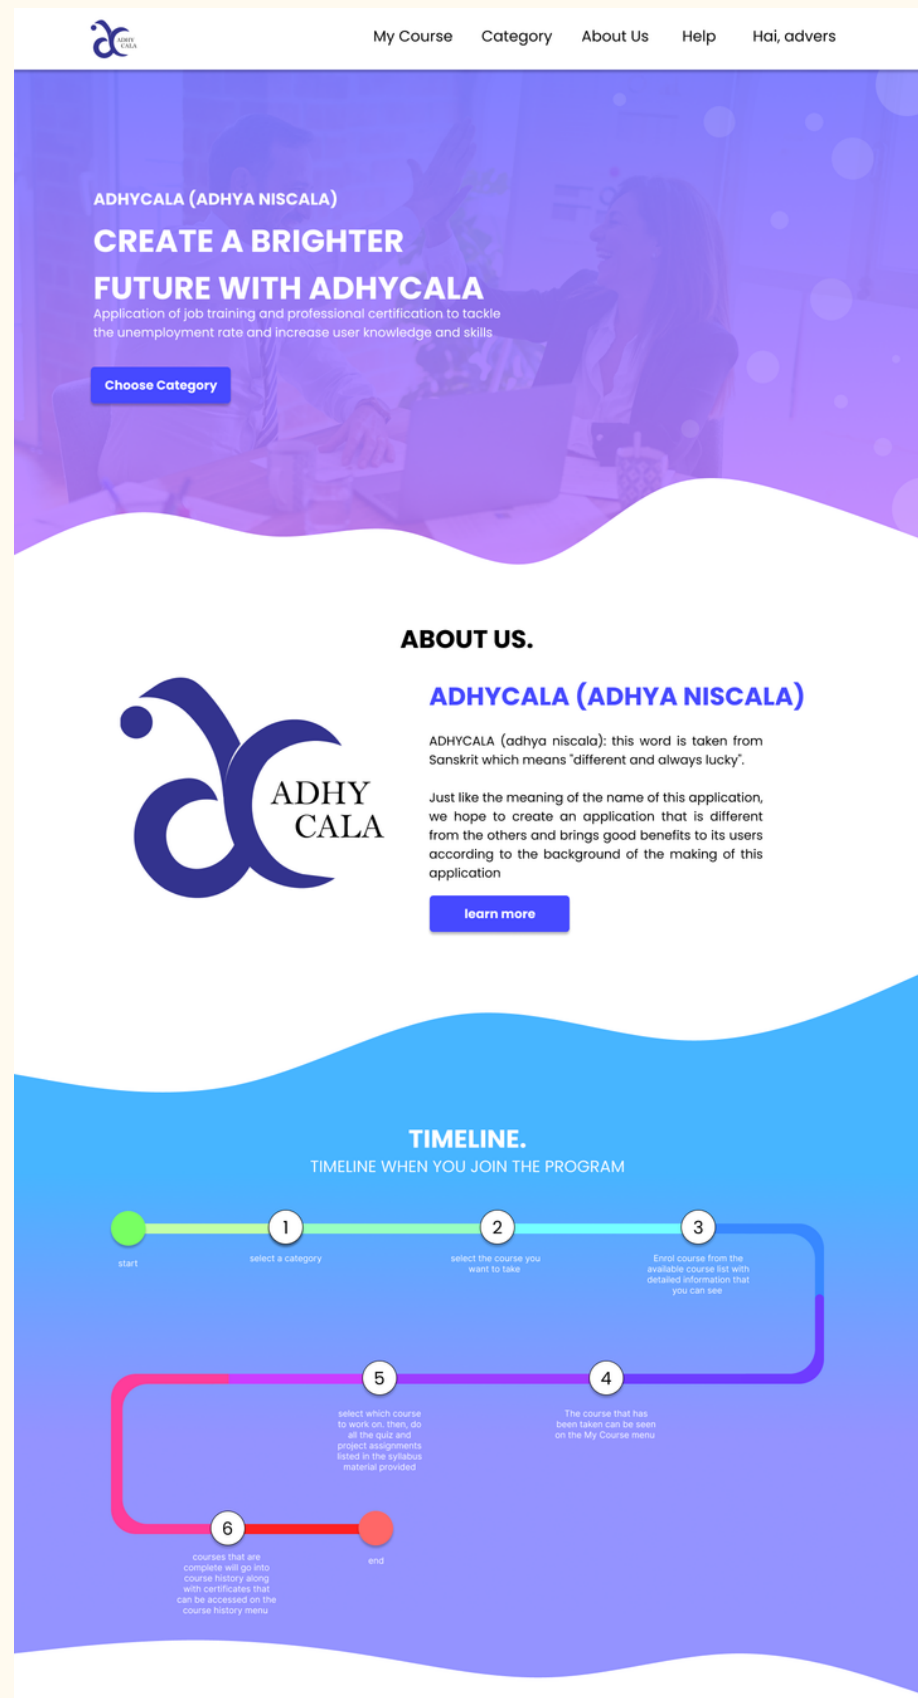 ADHY
CALA
My Course Category About Us Help Hai, advers
ADHYCALA (ADHYA NISCALA)
CREATE A BRIGHTER
FUTURE WITH ADHYCALA
Application of job training and professional certification to tackle
the unemployment rate and increase user knowledge and skills
Choose Category
ABOUT US.
ADHY
CALA
ADHYCALA (ADHYA NISCALA)
ADHYCALA (adhya niscala): this word is taken from
Sanskrit which means "different and always lucky".
Just like the meaning of the name of this application,
we hope to create an application that is different
from the others and brings good benefits to its users
according to the background of the making of this
application
learn more
TIMELINE.
TIMELINE WHEN YOU JOIN THE PROGRAM
start
1
select a category
2
select the course you
want to take
3
Enrol course from the
available course list with
detailed information that
you can see
4
The course that has
been taken can be seen
on the My Course menu
5
select which course
to work on. then, do
all the quiz and
project assignments
listed in the syllabus
material provided
6
courses that are
complete will go into
course history along
with certificates that
can be accessed on the
course history menu
end